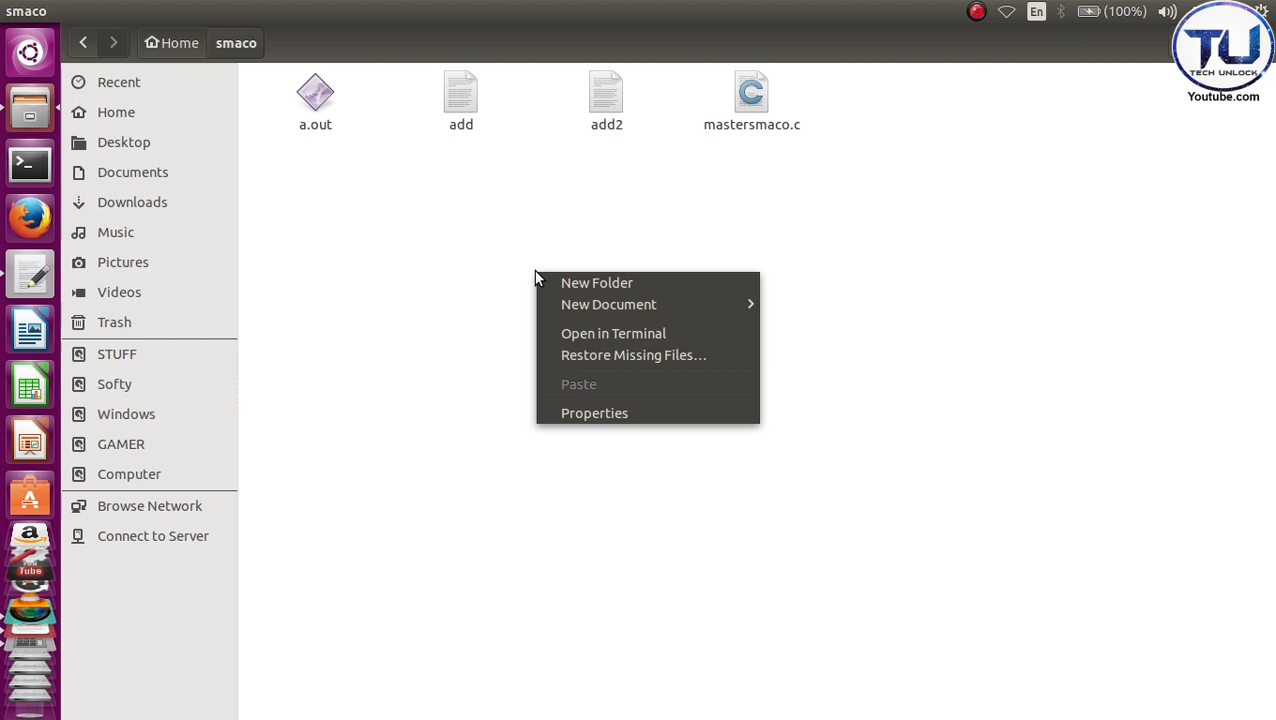 smaco
En
(100%)
Home
smaco
TU
TECH UNLOCK
Youtube.com
Recent
Home
Desktop
Documents
Downloads
Music
Pictures
Videos
Trash
STUFF
Softy
Windows
GAMER
Computer
Browse Network
Connect to Server
a.out
add
add2
mastersmaco.c
New Folder
New Document
Open in Terminal
Restore Missing Files...
Paste
Properties
a
You
Tube